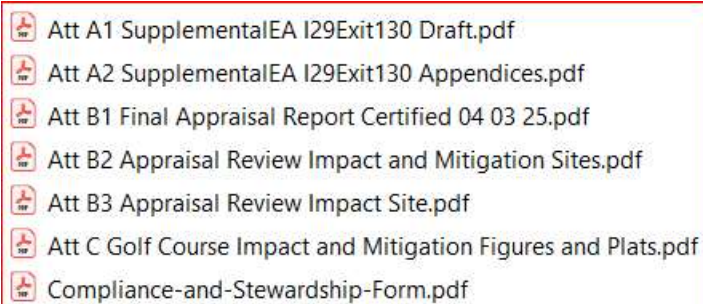 Att A1 SupplementalEA I29Exit130 Draft.pdf
Att A2 SupplementalEA I29Exit130 Appendices.pdf
Att B1 Final Appraisal Report Certified 04 03 25.pdf
Att B2 Appraisal Review Impact and Mitigation Sites.pdf
Att B3 Appraisal Review Impact Site.pdf
Att C Golf Course Impact and Mitigation Figures and Plats.pdf
Compliance-and-Stewardship-Form.pdf